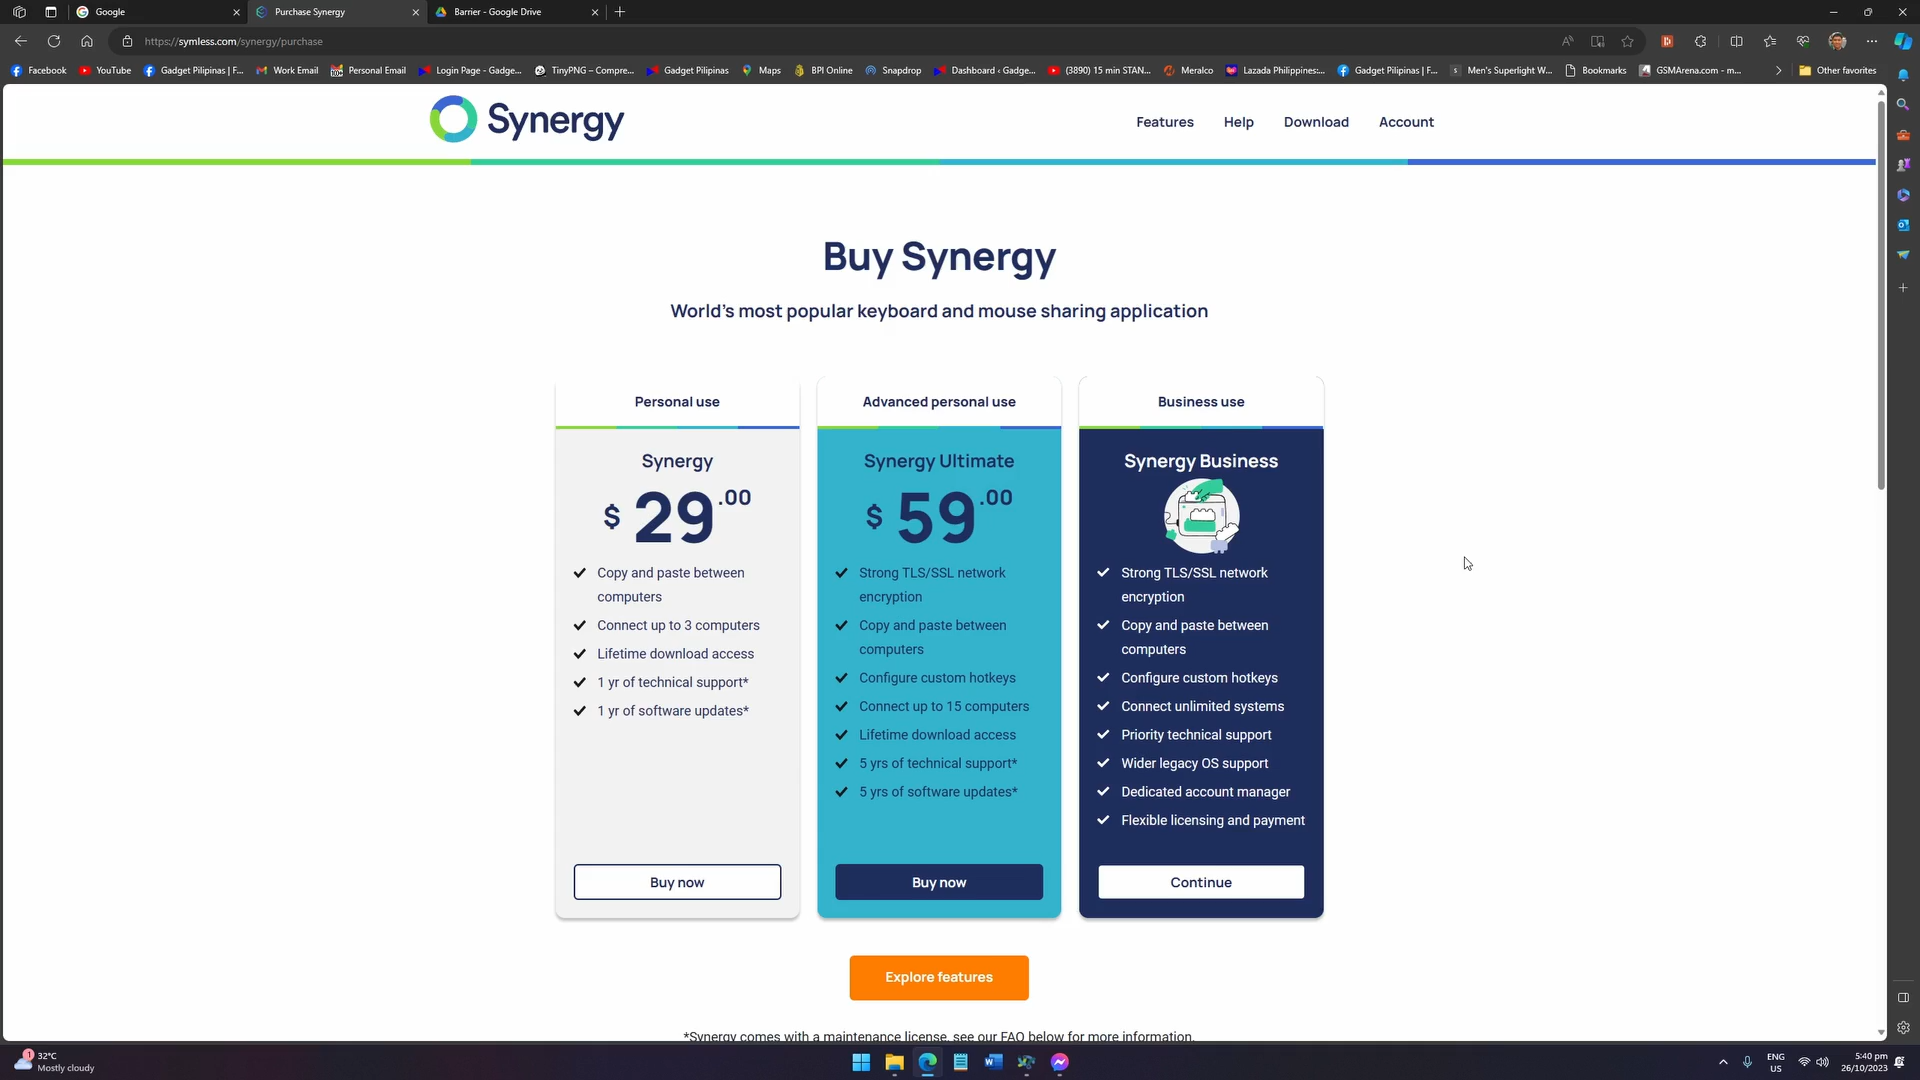 Google
Purchase Synergy
Barrier - Google Drive
https://symless.com/synergy/purchase
Facebook
YouTube
Gadget Pilipinas | F...
Work Email
Personal Email
Login Page - Gadge...
TinyPNG – Compre...
Gadget Pilipinas
Maps
BPI Online
Snapdrop
Dashboard ‹ Gadge...
(3890) 15 min STAN...
Meralco
Lazada Philippines:...
Gadget Pilipinas | F...
Men's Superlight W...
Bookmarks
GSMArena.com - m...
Other favorites
Synergy
Features
Help
Download
Account
Buy Synergy
World's most popular keyboard and mouse sharing application
Personal use
Synergy
$ 29.00
Copy and paste between
computers
Connect up to 3 computers
Lifetime download access
1 yr of technical support*
1 yr of software updates*
Buy now
Advanced personal use
Synergy Ultimate
$ 59.00
Strong TLS/SSL network
encryption
Copy and paste between
computers
Configure custom hotkeys
Connect up to 15 computers
Lifetime download access
5 yrs of technical support*
5 yrs of software updates*
Buy now
Business use
Synergy Business
Strong TLS/SSL network
encryption
Copy and paste between
computers
Configure custom hotkeys
Connect unlimited systems
Priority technical support
Wider legacy OS support
Dedicated account manager
Flexible licensing and payment
Continue
Explore features
*Synergy comes with a maintenance license, see our FAQ below for more information.
1
32°C
Mostly cloudy
ENG
US
5:40 pm
26/10/2023